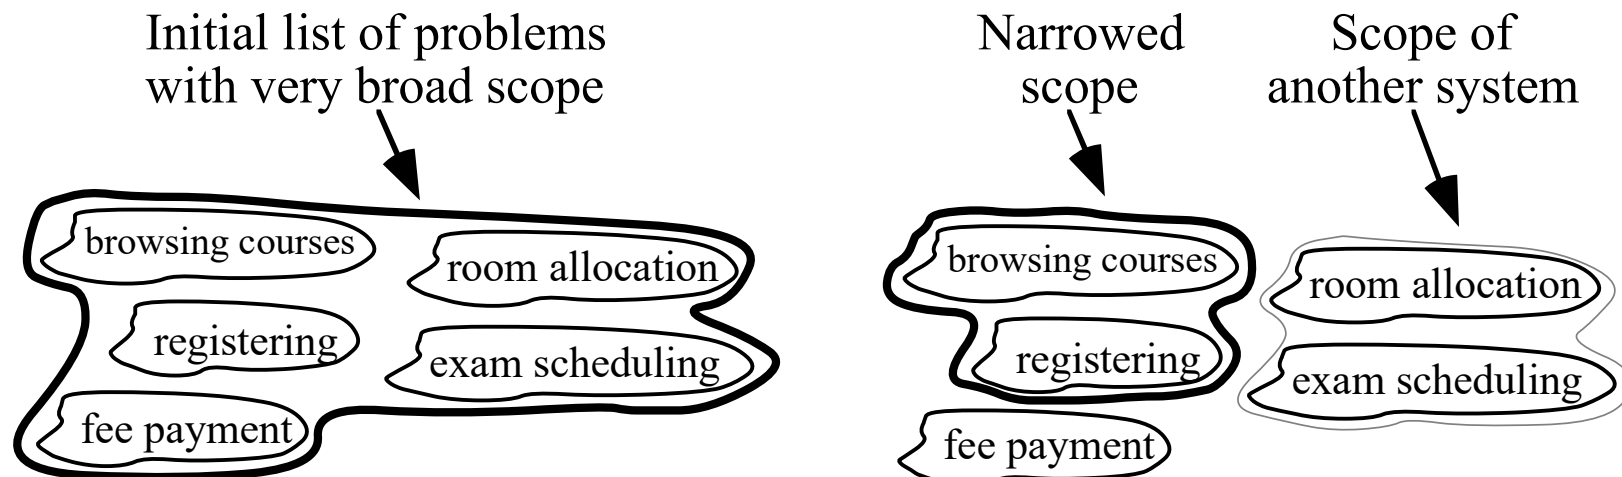 Initial list of problems
with very broad scope
browsing courses
room allocation
registering
exam scheduling
fee payment
Narrowed
scope
browsing courses
registering
fee payment
Scope of
another system
room allocation
exam scheduling